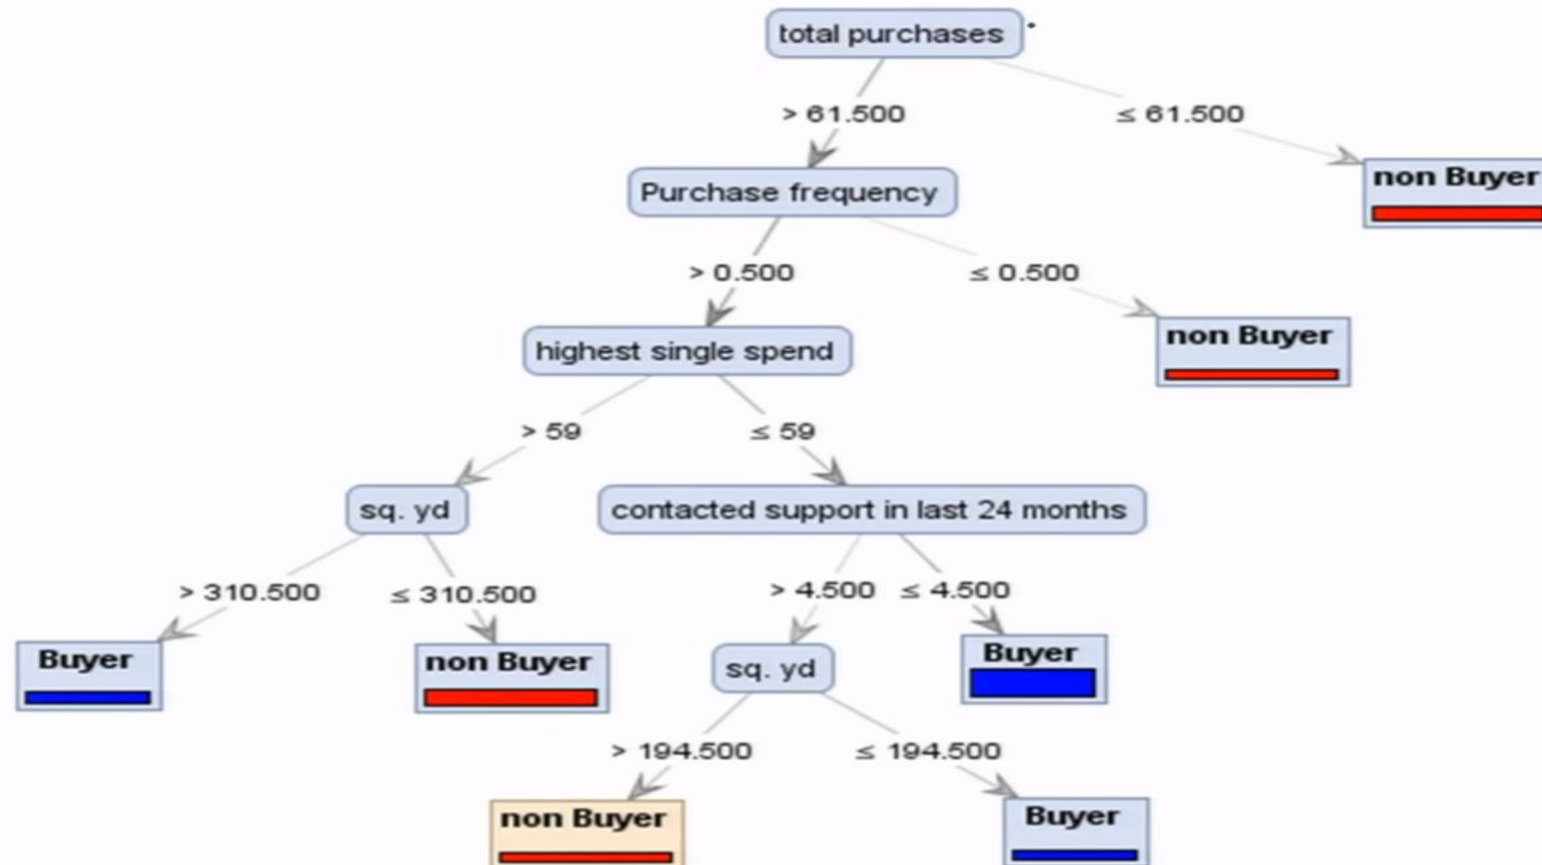 total purchases
> 61.500
≤ 61.500
non Buyer
Purchase frequency
> 0.500
≤ 0.500
non Buyer
highest single spend
> 59
≤ 59
sq. yd
contacted support in last 24 months
> 310.500
≤ 310.500
> 4.500
≤ 4.500
Buyer
non Buyer
sq. yd
Buyer
> 194.500
≤ 194.500
non Buyer
Buyer